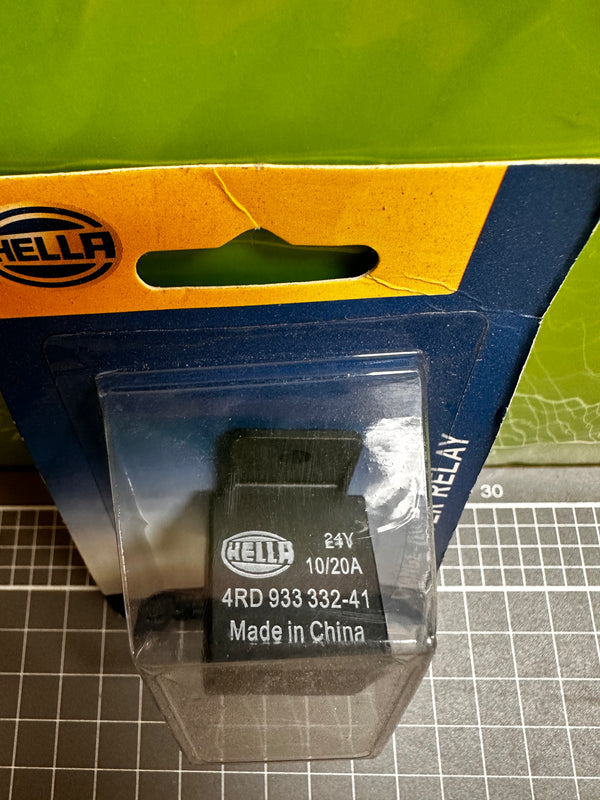 HELLA
RELAY
30
HELLA
24V
10/20A
4RD 933 332-41
Made in China